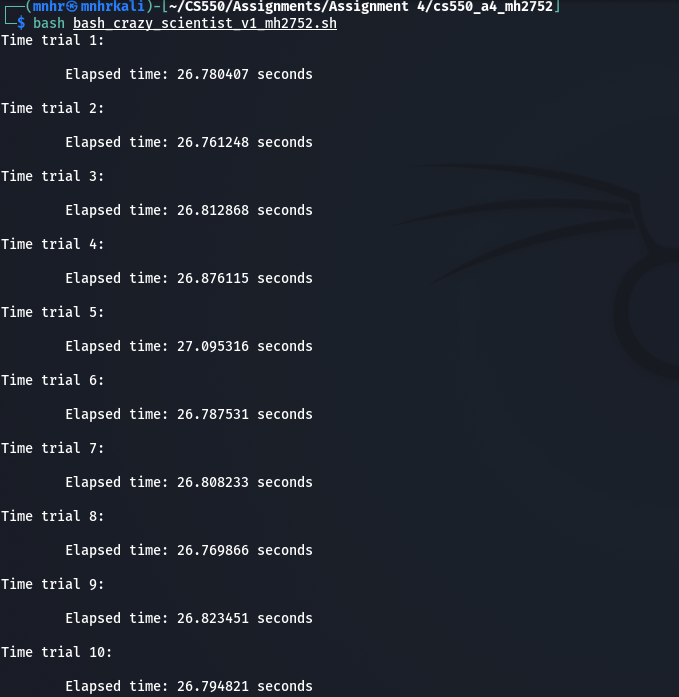 ┌──(mnhr㉿mnhrkali)-[~/CS550/Assignments/Assignment 4/cs550_a4_mh2752]
└─$ bash bash_crazy_scientist_v1_mh2752.sh
Time trial 1:
Elapsed time: 26.780407 seconds
Time trial 2:
Elapsed time: 26.761248 seconds
Time trial 3:
Elapsed time: 26.812868 seconds
Time trial 4:
Elapsed time: 26.876115 seconds
Time trial 5:
Elapsed time: 27.095316 seconds
Time trial 6:
Elapsed time: 26.787531 seconds
Time trial 7:
Elapsed time: 26.808233 seconds
Time trial 8:
Elapsed time: 26.769866 seconds
Time trial 9:
Elapsed time: 26.823451 seconds
Time trial 10:
Elapsed time: 26.794821 seconds